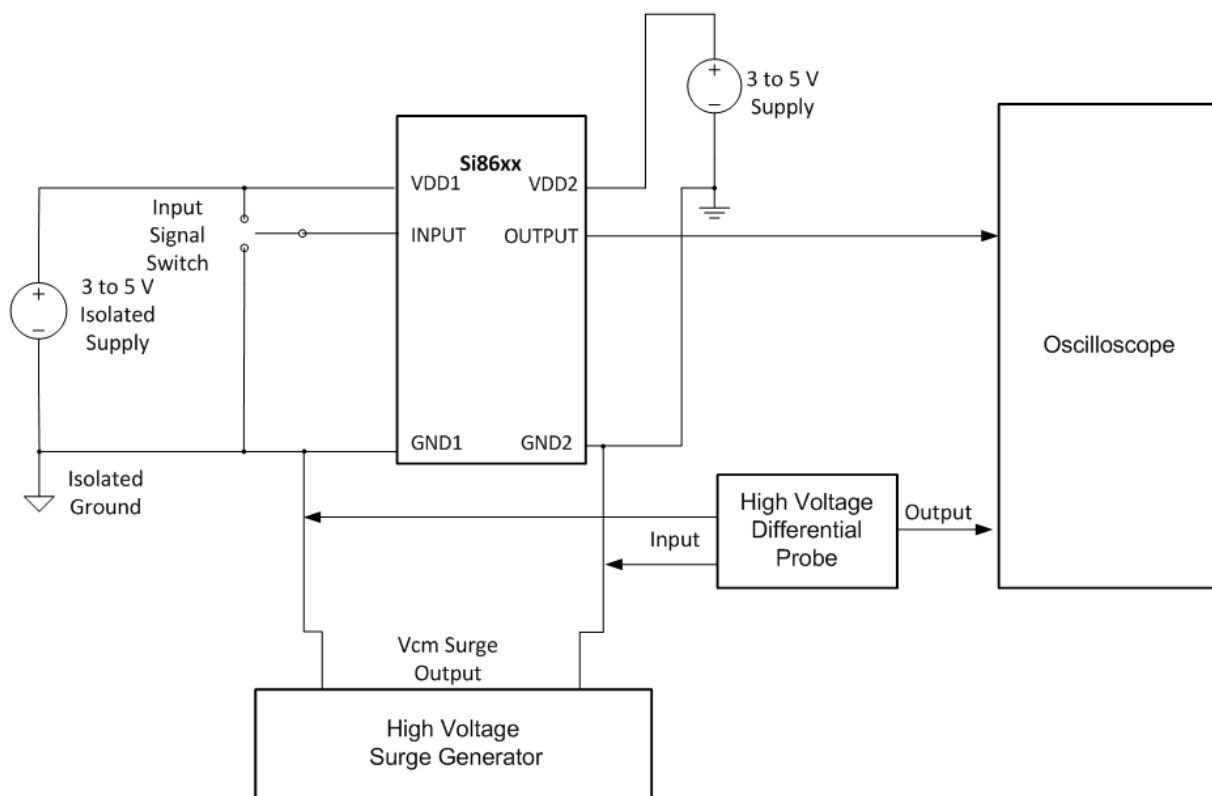 +
−
3 to 5 V
Supply
Si86xx
VDD1
VDD2
Input
Signal
Switch
INPUT
OUTPUT
+
−
3 to 5 V
Isolated
Supply
Oscilloscope
GND1
GND2
Isolated
Ground
High Voltage
Differential
Probe
Input
Output
Vcm Surge
Output
High Voltage
Surge Generator